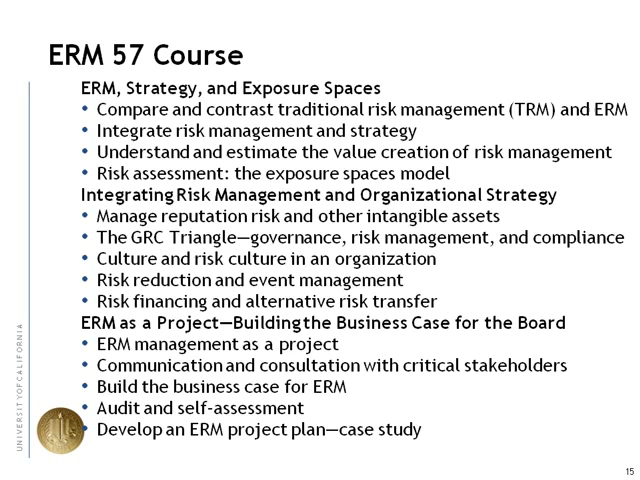 ERM 57 Course
ERM, Strategy, and Exposure Spaces
• Compare and contrast traditional risk management (TRM) and ERM
• Integrate risk management and strategy
• Understand and estimate the value creation of risk management
• Risk assessment: the exposure spaces model
Integrating Risk Management and Organizational Strategy
• Manage reputation risk and other intangible assets
• The GRC Triangle—governance, risk management, and compliance
• Culture and risk culture in an organization
• Risk reduction and event management
• Risk financing and alternative risk transfer
ERM as a Project—Building the Business Case for the Board
• ERM management as a project
• Communication and consultation with critical stakeholders
• Build the business case for ERM
• Audit and self-assessment
• Develop an ERM project plan—case study
UNIVERSITY OF CALIFORNIA
15